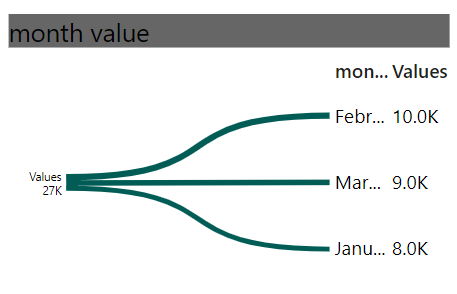 month value
mon... Values
Febr... 10.0K
Values
27K
Mar... 9.0K
Janu... 8.0K